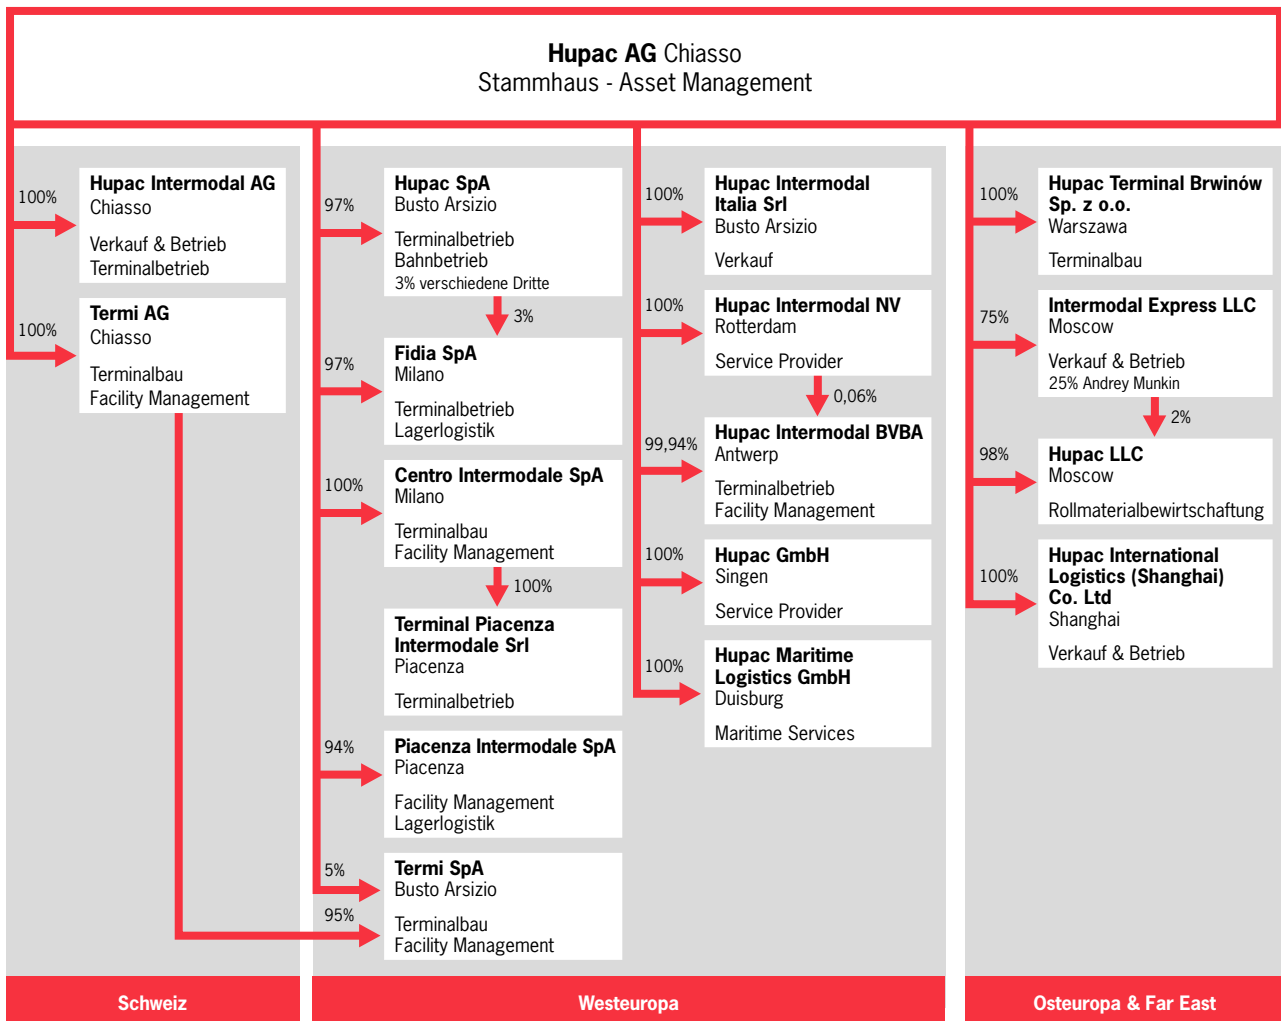 Hupac AG Chiasso
Stammhaus - Asset Management
100%
Hupac Intermodal AG
Chiasso
Verkauf & Betrieb
Terminalbetrieb
100%
Termi AG
Chiasso
Terminalbau
Facility Management
97%
Hupac SpA
Busto Arsizio
Terminalbetrieb
Bahnbetrieb
3% verschiedene Dritte
3%
97%
Fidia SpA
Milano
Terminalbetrieb
Lagerlogistik
100%
Centro Intermodale SpA
Milano
Terminalbau
Facility Management
100%
Terminal Piacenza
Intermodale Srl
Piacenza
Terminalbetrieb
94%
Piacenza Intermodale SpA
Piacenza
Facility Management
Lagerlogistik
5%
95%
Termi SpA
Busto Arsizio
Terminalbau
Facility Management
100%
Hupac Intermodal
Italia Srl
Busto Arsizio
Verkauf
100%
Hupac Intermodal NV
Rotterdam
Service Provider
0,06%
99,94%
Hupac Intermodal BVBA
Antwerp
Terminalbetrieb
Facility Management
100%
Hupac GmbH
Singen
Service Provider
100%
Hupac Maritime
Logistics GmbH
Duisburg
Maritime Services
100%
Hupac Terminal Brwinów
Sp. z o.o.
Warszawa
Terminalbau
75%
Intermodal Express LLC
Moscow
Verkauf & Betrieb
25% Andrey Munkin
2%
98%
Hupac LLC
Moscow
Rollmaterialbewirtschaftung
100%
Hupac International
Logistics (Shanghai)
Co. Ltd
Shanghai
Verkauf & Betrieb
Schweiz
Westeuropa
Osteuropa & Far East